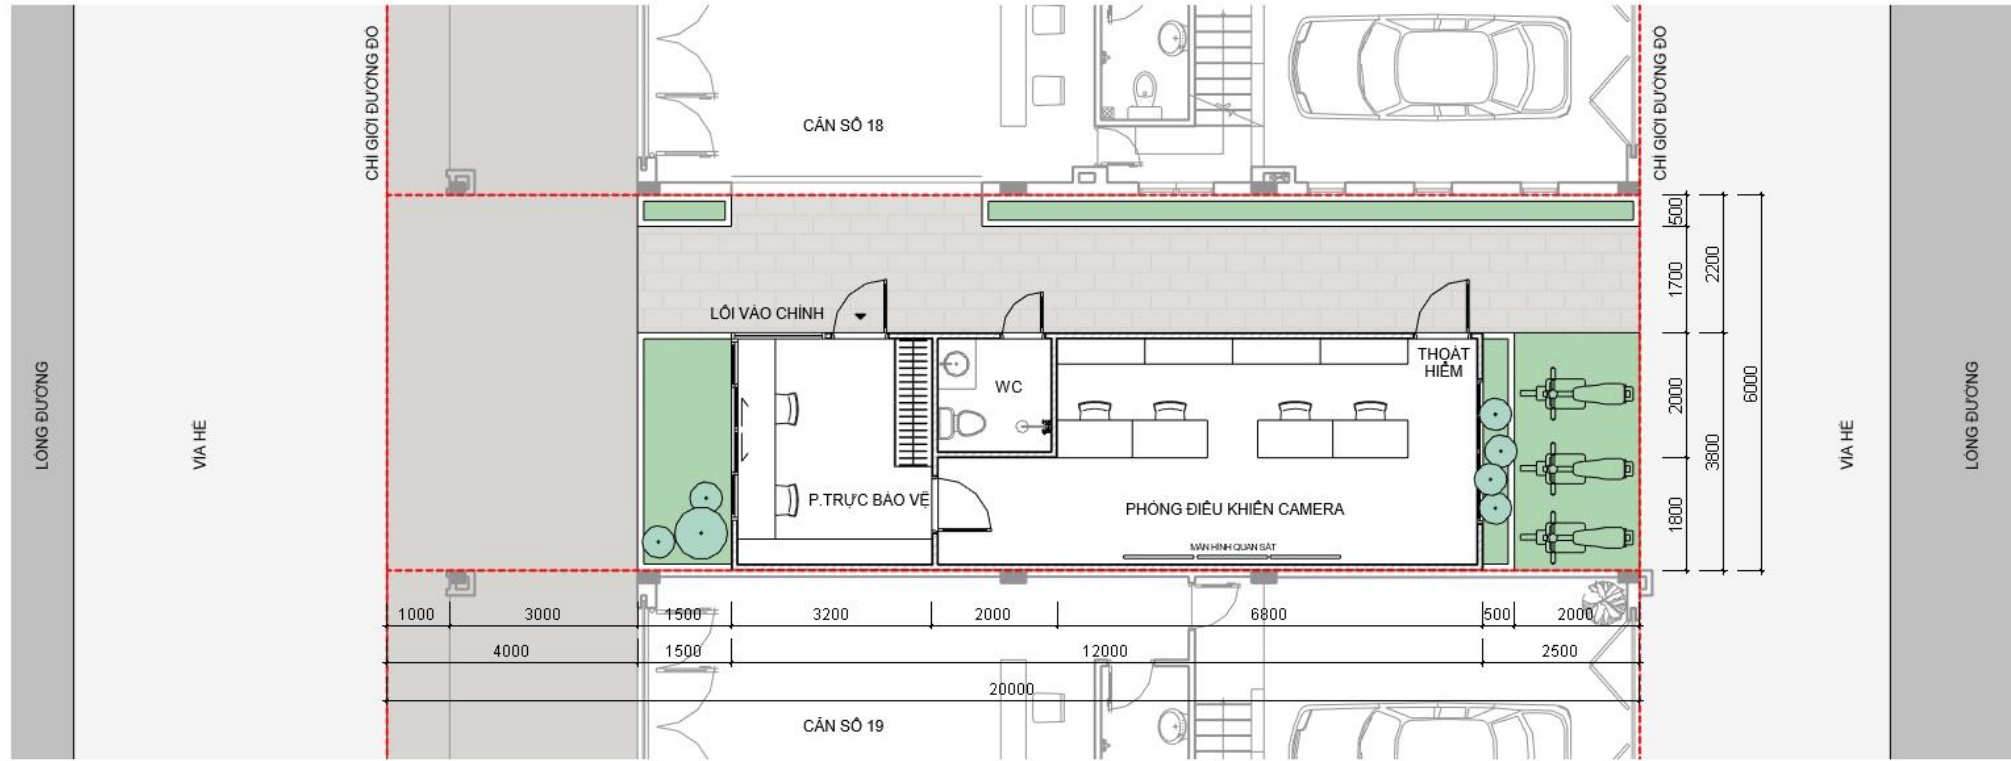 CHỈ GIỚI ĐƯỜNG ĐỎ
CHỈ GIỚI ĐƯỜNG ĐỎ
CĂN SỐ 18
500
1700
2200
6000
LỐI VÀO CHÍNH
THOÁT
HIỂM
WC
LÒNG ĐƯỜNG
VỈA HÈ
2000
3800
VỈA HÈ
LÒNG ĐƯỜNG
P.TRỰC BẢO VỆ
PHÒNG ĐIỀU KHIỂN CAMERA
1800
MÀN HÌNH QUAN SÁT
1000 3000 1500 3200 2000 6800 500 2000
4000 1500 12000 2500
20000
CĂN SỐ 19